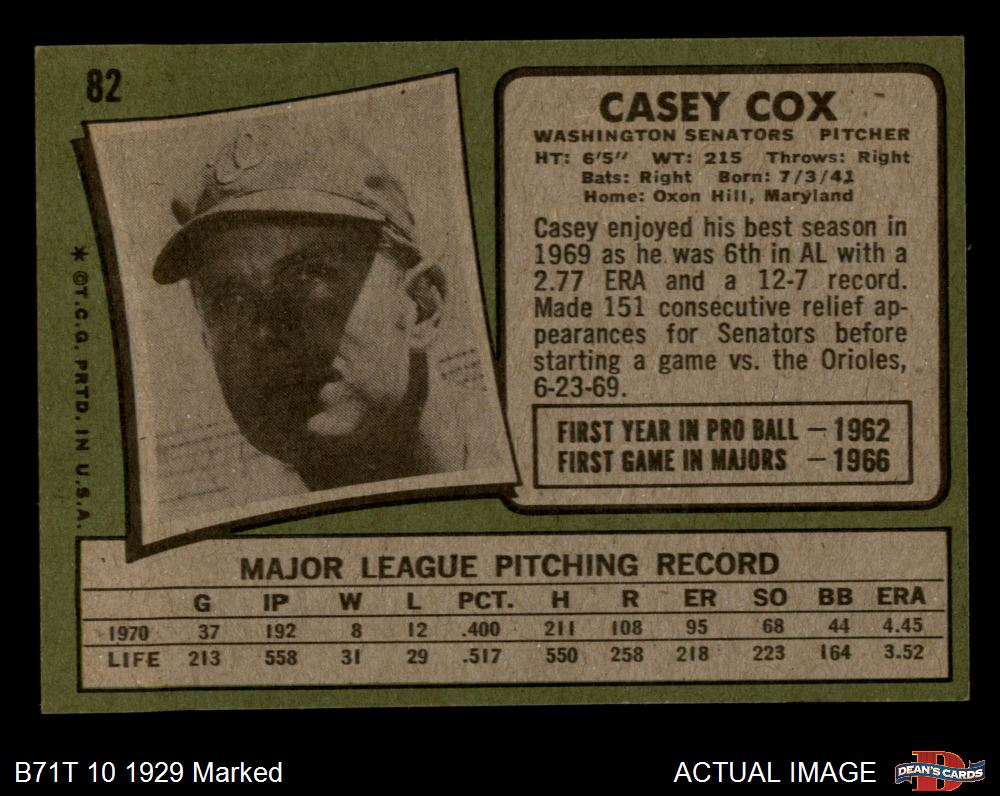 82
CASEY COX
WASHINGTON SENATORS PITCHER
HT: 6'5" WT: 215 Throws: Right
Bats: Right Born: 7/3/41
Home: Oxon Hill, Maryland
Casey enjoyed his best season in
1969 as he was 6th in AL with a
2.77 ERA and a 12-7 record.
Made 151 consecutive relief ap-
pearances for Senators before
starting a game vs. the Orioles,
6-23-69.
FIRST YEAR IN PRO BALL – 1962
FIRST GAME IN MAJORS – 1966
* ©T.C.G. PRTD. IN U.S.A.
MAJOR LEAGUE PITCHING RECORD
G IP W L PCT. H R ER SO BB ERA
1970 37 192 8 12 .400 211 108 95 68 44 4.45
LIFE 213 558 31 29 .517 550 258 218 223 164 3.52
B71T 10 1929 Marked
ACTUAL IMAGE
D
DEAN'S CARDS